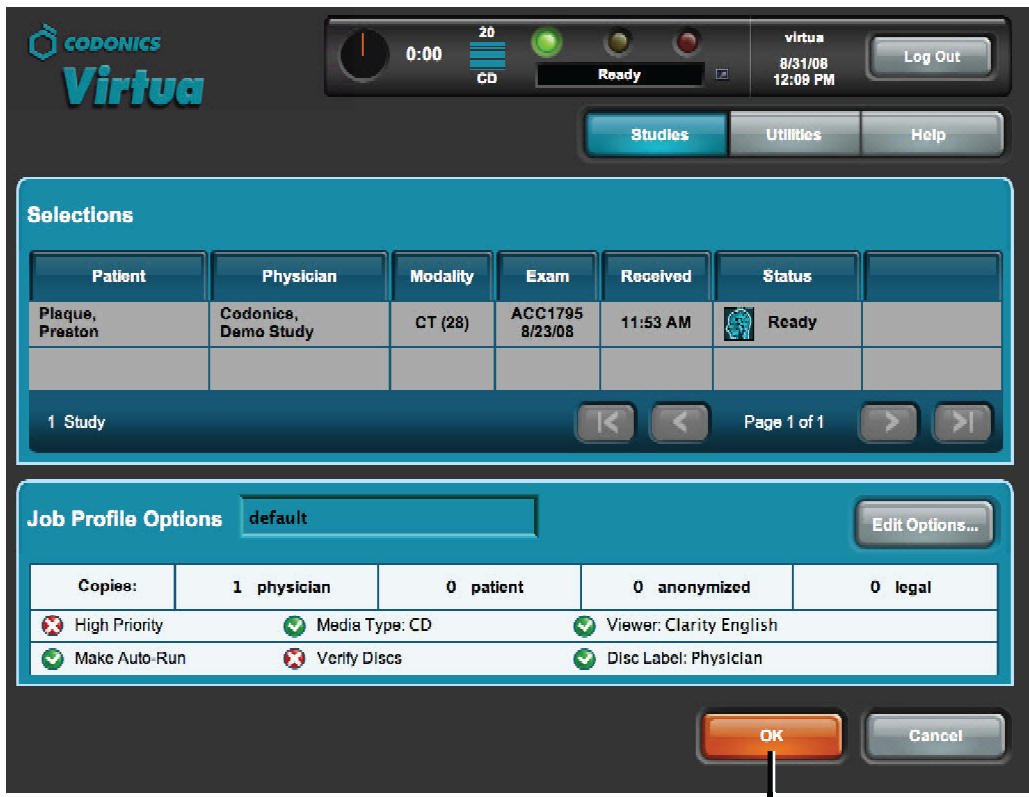 CODONICS
Virtua
0:00
20
CD
Ready
virtua
8/31/08
12:09 PM
Log Out
Studies
Utilities
Help
Selections
Patient
Physician
Modality
Exam
Received
Status
Plaque,
Preston
Codonics,
Demo Study
CT (28)
ACC1795
8/23/08
11:53 AM
Ready
1 Study
Page 1 of 1
Job Profile Options
default
Edit Options...
Copies:
1 physician
0 patient
0 anonymized
0 legal
High Priority
Media Type: CD
Viewer: Clarity English
Make Auto-Run
Verify Discs
Disc Label: Physician
OK
Cancel